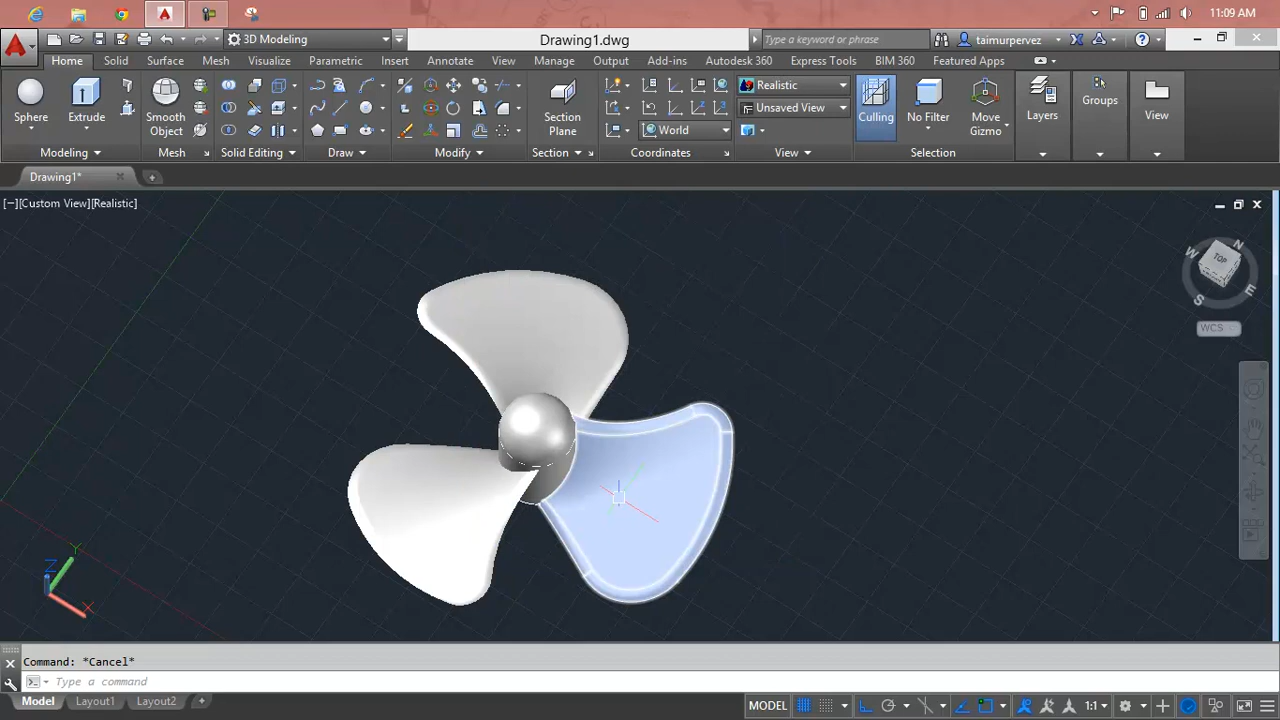 11:09 AM
3D Modeling
Drawing1.dwg
Type a keyword or phrase
taimurpervez
Home Solid Surface Mesh Visualize Parametric Insert Annotate View Manage Output Add-ins Autodesk 360 Express Tools BIM 360 Featured Apps
Realistic
Unsaved View
World
Sphere Extrude Smooth Object Section Plane Culling No Filter Move Gizmo Layers Groups View
Modeling Mesh Solid Editing Draw Modify Section Coordinates View Selection
Drawing1*
[−][Custom View][Realistic]
N
W
TOP
E
S
WCS
Y
Z
X
Command: *Cancel*
Type a command
Model Layout1 Layout2
MODEL 1:1